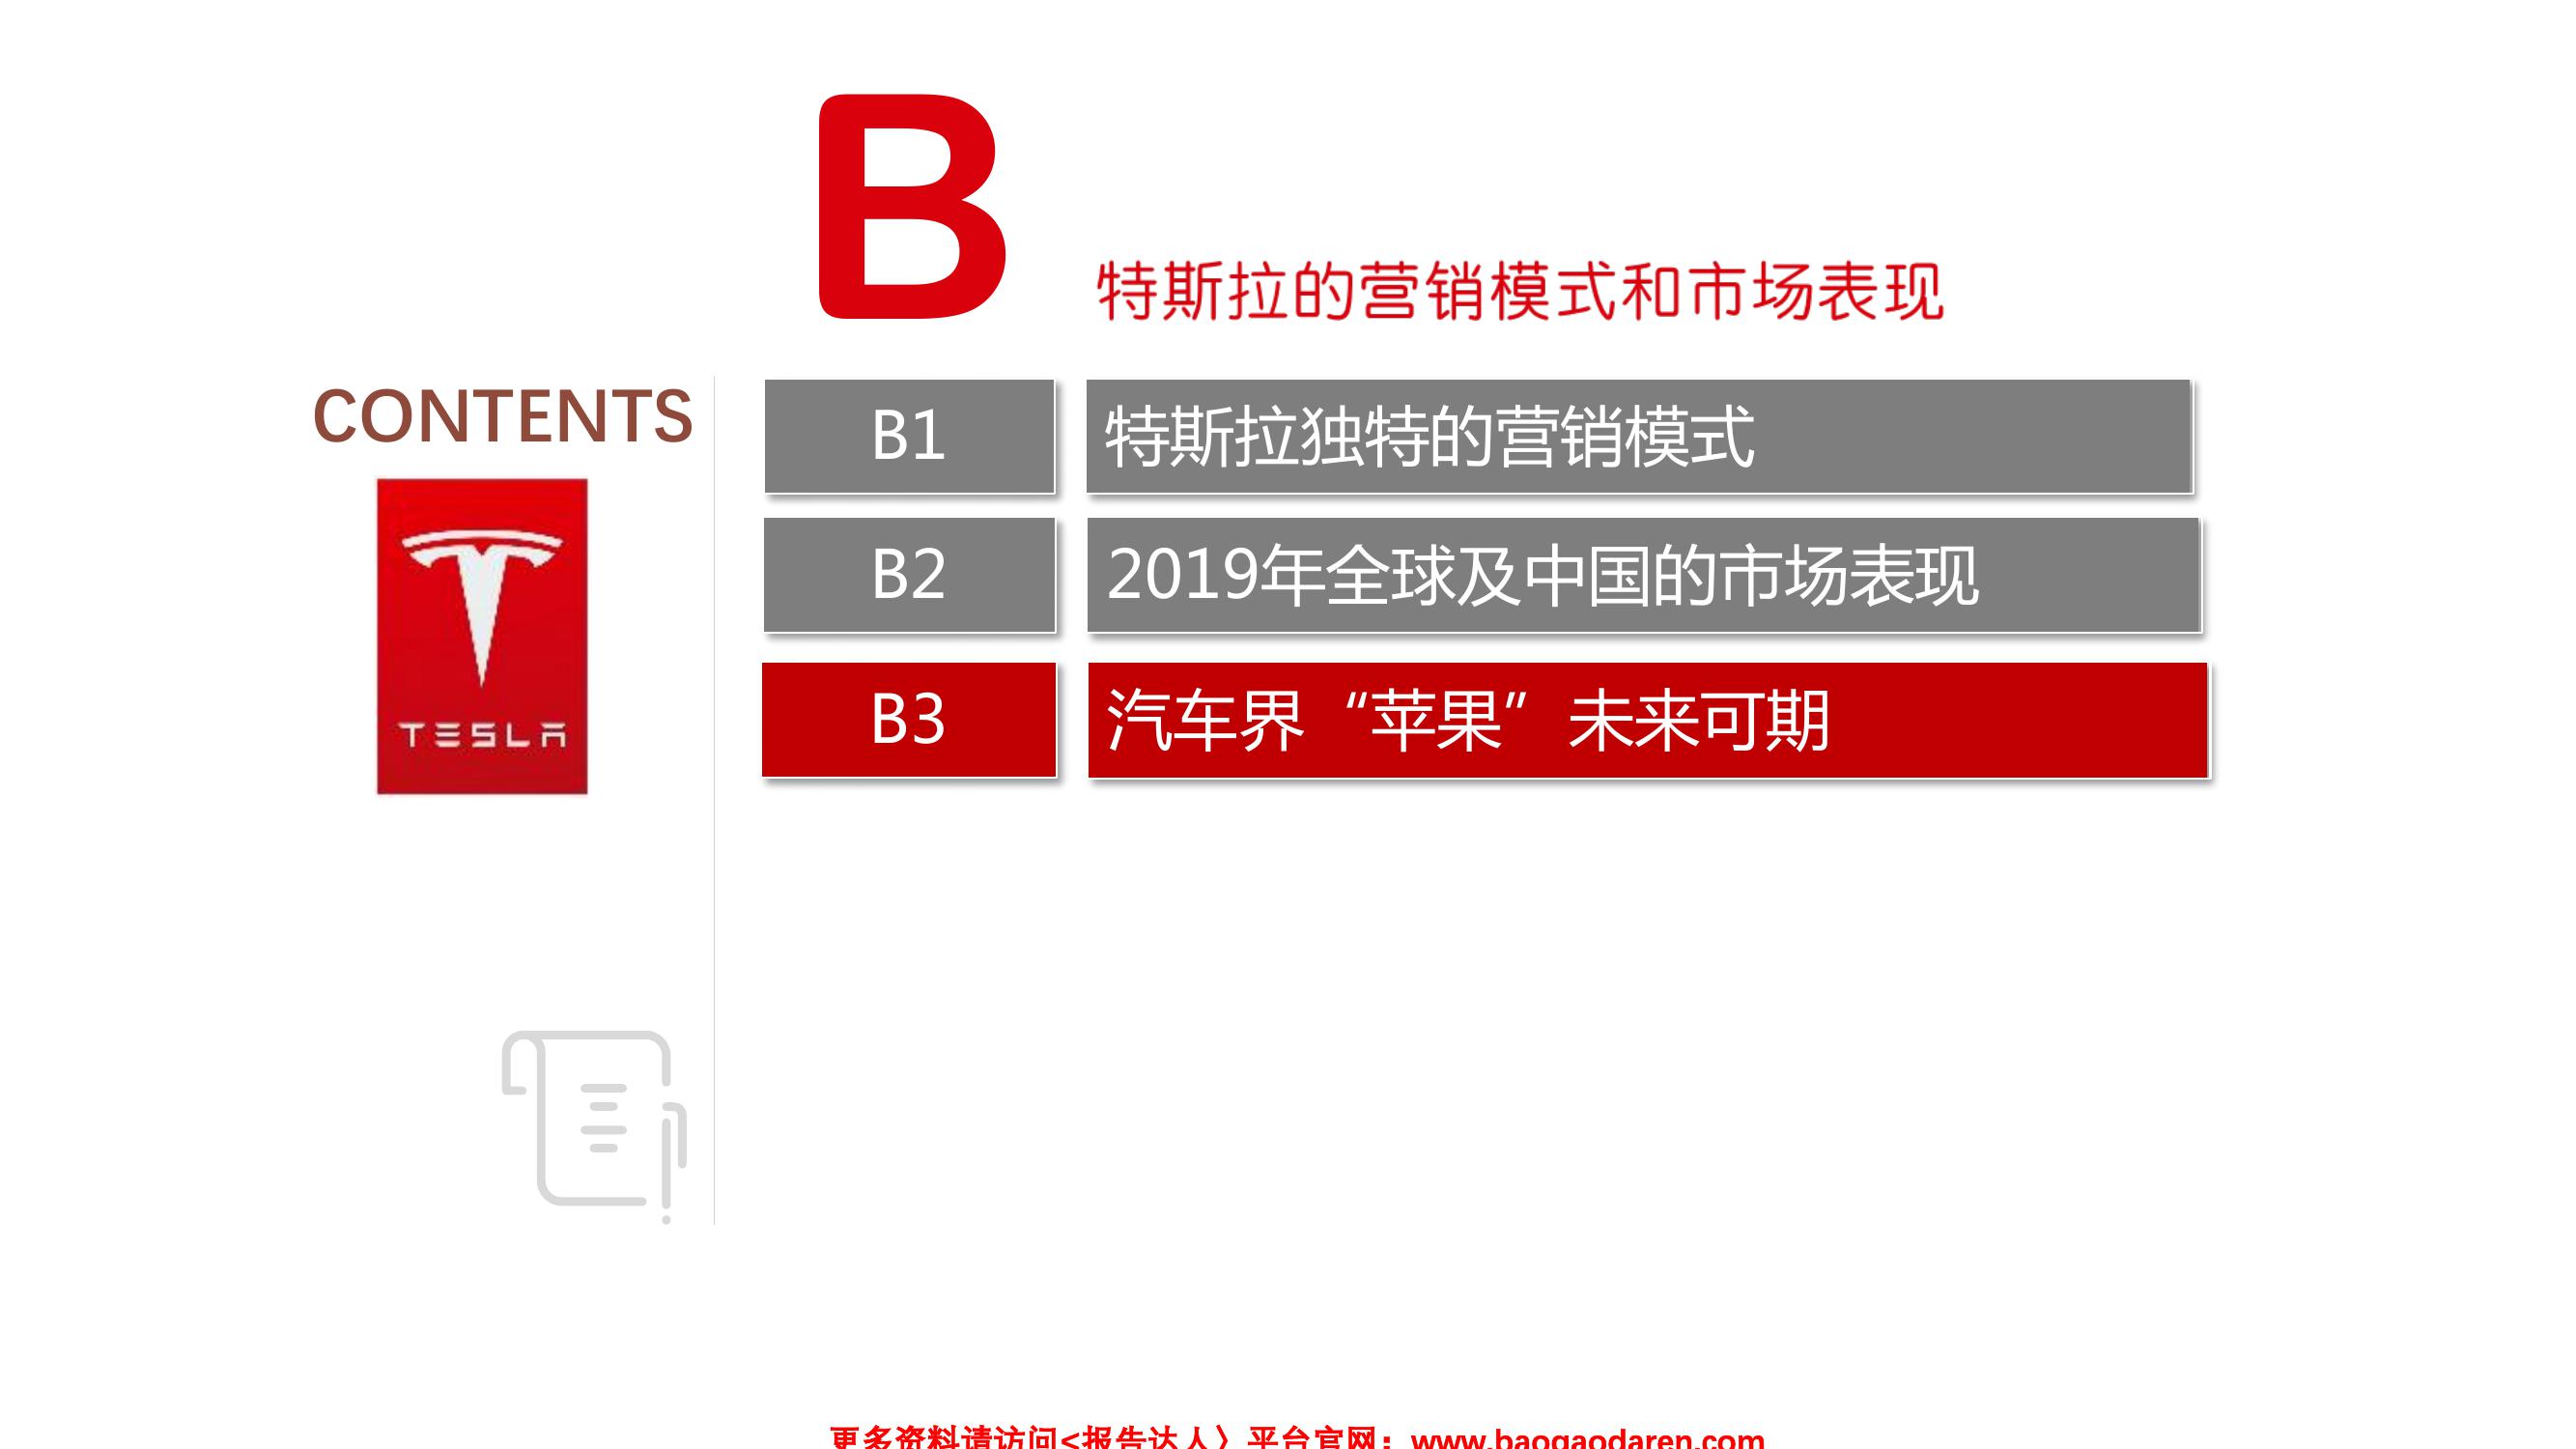 B
特斯拉的营销模式和市场表现
CONTENTS
TESLA
B1 特斯拉独特的营销模式
B2 2019年全球及中国的市场表现
B3 汽车界“苹果”未来可期
更多资料请访问<报告达人〉平台官网：www.baogaodaren.com